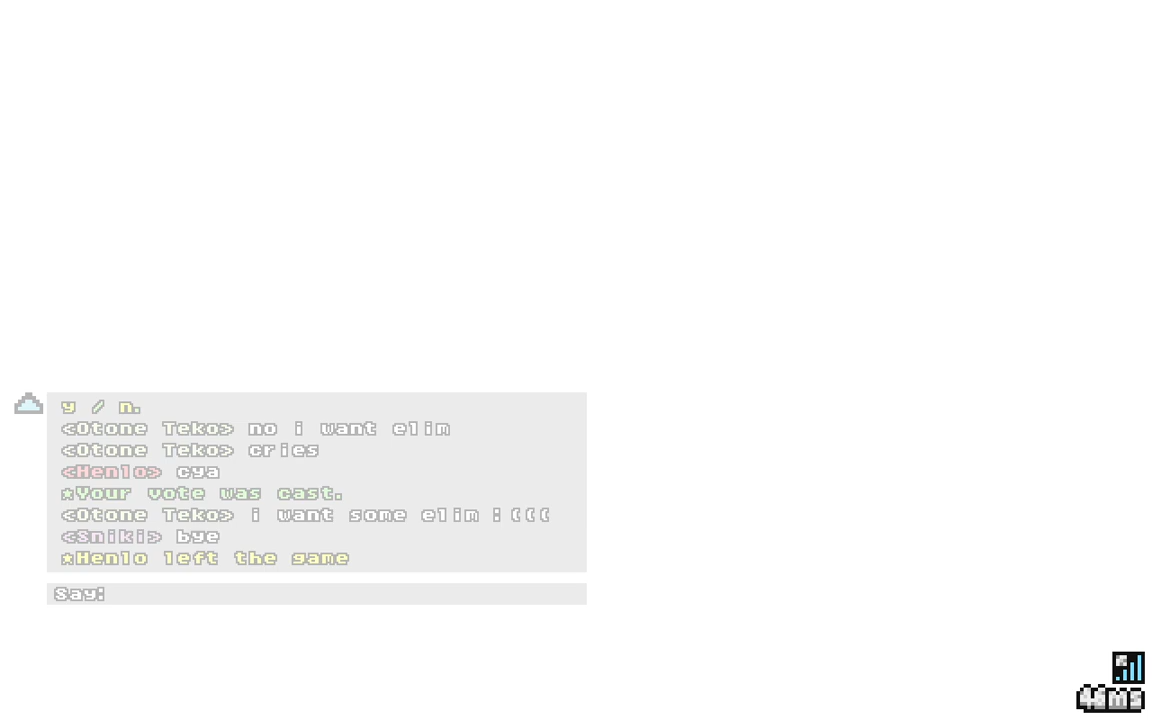 y / n.
<Otone Teko> no i want elim
<Otone Teko> cries
<Henlo> cya
*Your vote was cast.
<Otone Teko> i want some elim :(((
<Sniki> bye
*Henlo left the game
Say: